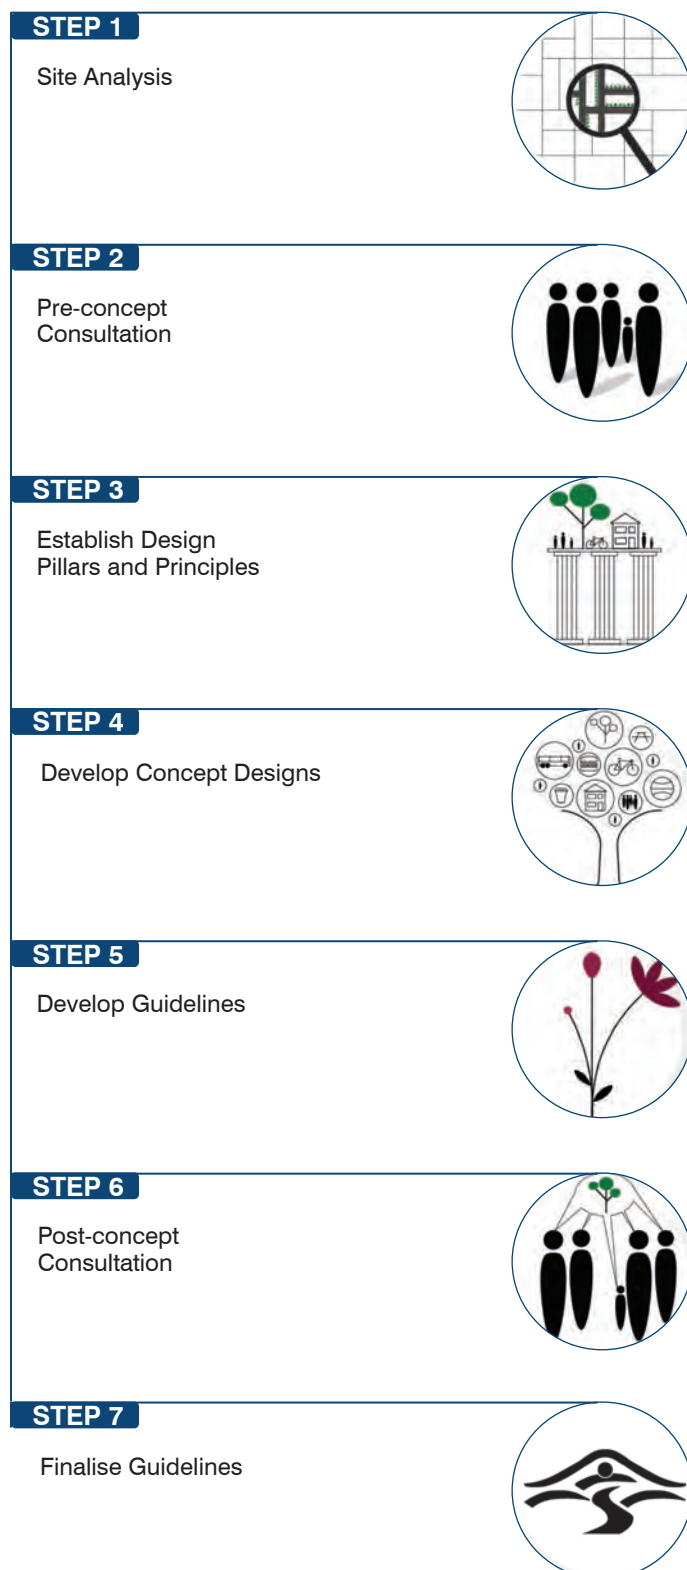 STEP 1
Site Analysis
STEP 2
Pre-concept
Consultation
STEP 3
Establish Design
Pillars and Principles
STEP 4
Develop Concept Designs
STEP 5
Develop Guidelines
STEP 6
Post-concept
Consultation
STEP 7
Finalise Guidelines